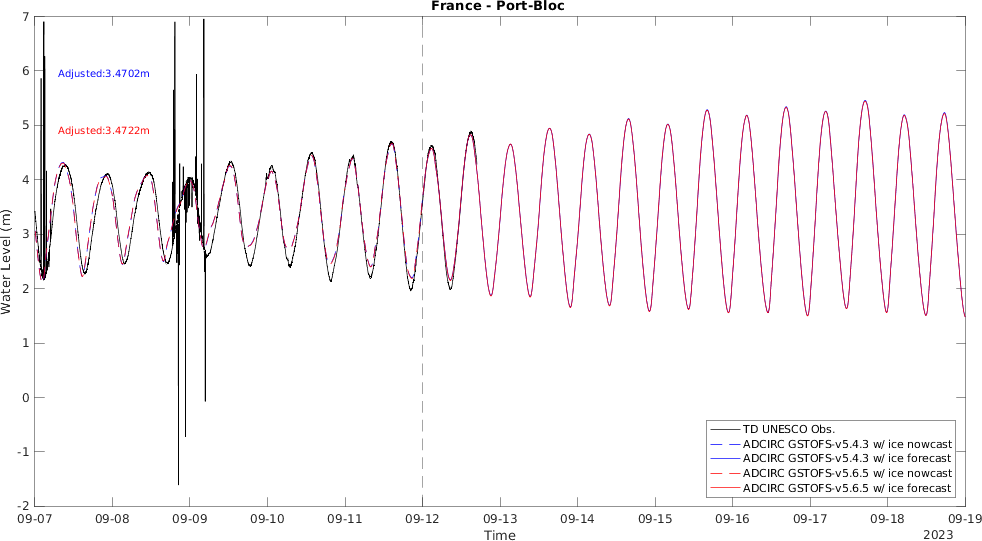 France - Port-Bloc
7
6
5
4
3
2
1
0
-1
-2
Water Level (m)
Adjusted:3.4702m
Adjusted:3.4722m
TD UNESCO Obs.
ADCIRC GSTOFS-v5.4.3 w/ ice nowcast
ADCIRC GSTOFS-v5.4.3 w/ ice forecast
ADCIRC GSTOFS-v5.6.5 w/ ice nowcast
ADCIRC GSTOFS-v5.6.5 w/ ice forecast
09-07 09-08 09-09 09-10 09-11 09-12 09-13 09-14 09-15 09-16 09-17 09-18 09-19
Time
2023